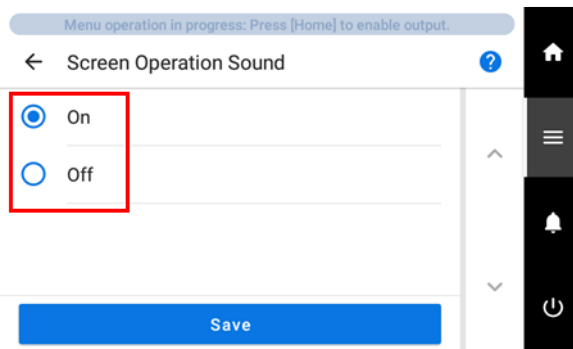 Menu operation in progress: Press [Home] to enable output.
Screen Operation Sound
?
On
Off
Save